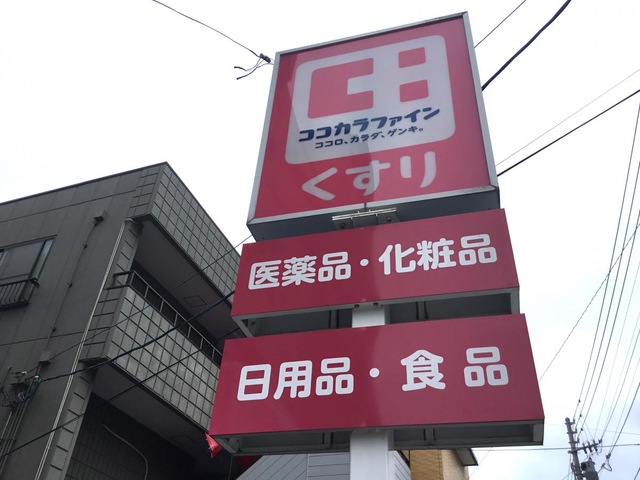 ココカラファイン
ココロ、カラダ、ゲンキ。
くすり
医薬品・化粧品
日用品・食品